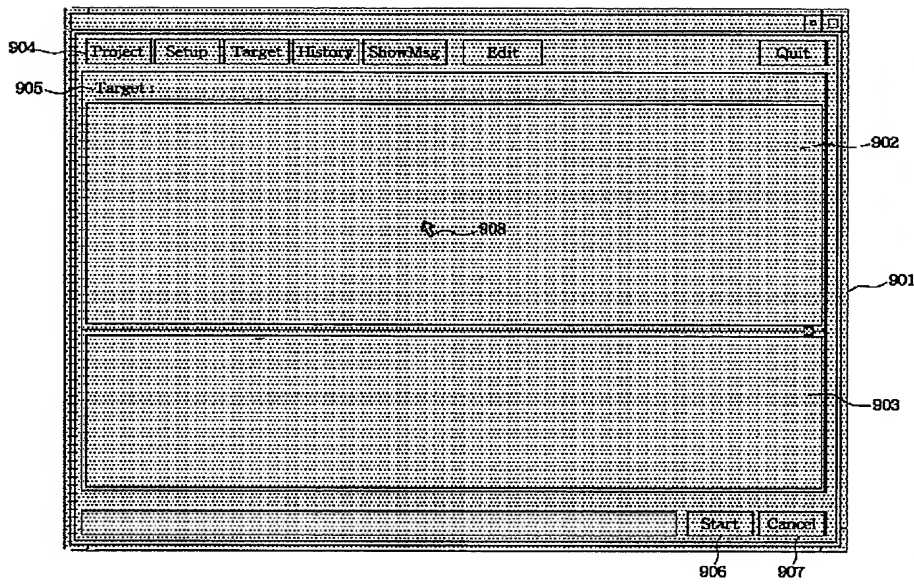 904 Project Setup Target History ShowMsg Edit Quit
905 Target :
902
908
901
903
Start Cancel
906 907